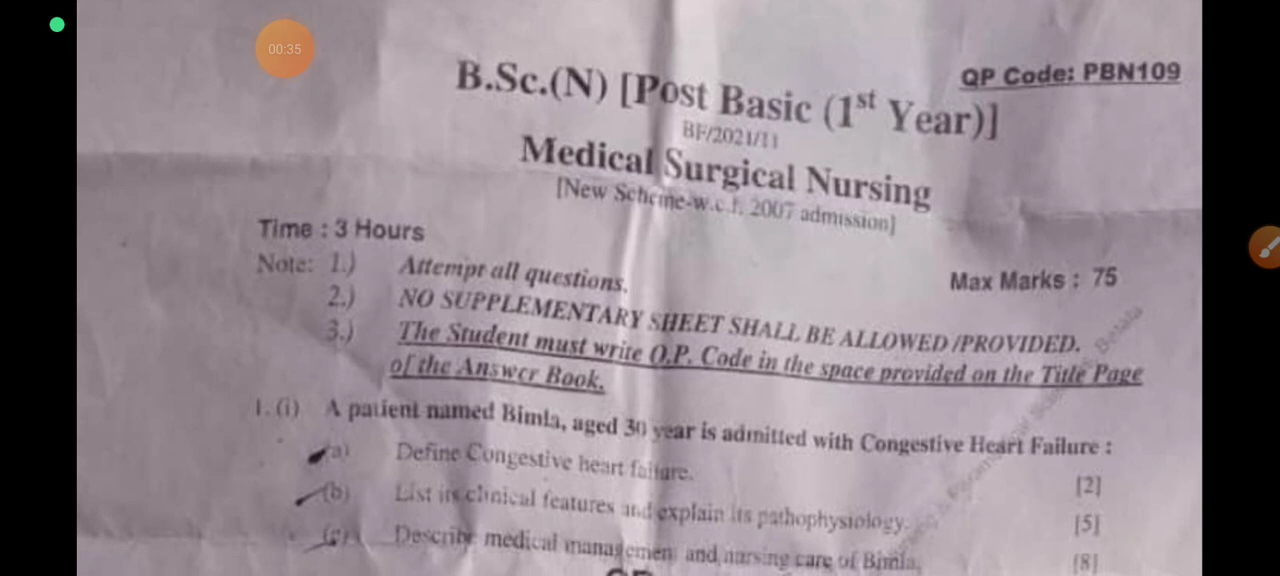 00:35
QP Code: PBN109
B.Sc.(N) [Post Basic (1st Year)]
BF/2021/11
Medical Surgical Nursing
[New Scheme-w.e.f. 2007 admission]
Time : 3 Hours
Max Marks : 75
Note: 1.) Attempt all questions.
2.) NO SUPPLEMENTARY SHEET SHALL BE ALLOWED /PROVIDED.
3.) The Student must write Q.P. Code in the space provided on the Title Page
of the Answer Book.
1. (i) A patient named Bimla, aged 30 year is admitted with Congestive Heart Failure :
(a) Define Congestive heart failure. [2]
(b) List its clinical features and explain its pathophysiology. [5]
(c) Describe medical management and nursing care of Bimla. [8]
Batala